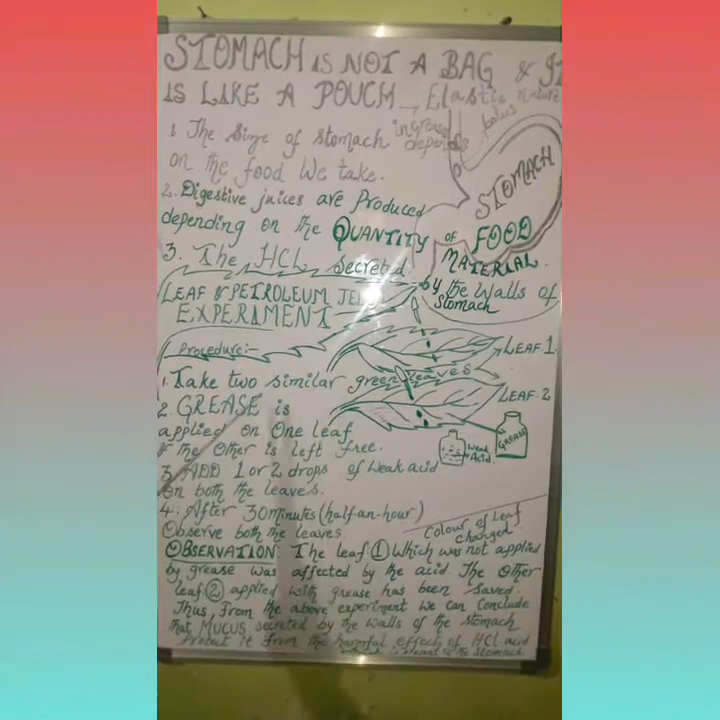 STOMACH IS NOT A BAG & IT
IS LIKE A POUCH → Elastic nature
bolus
1 The Size of stomach increased depends
on the food We take.
STOMACH
2. Digestive juices are Produced
depending on the QUANTITY OF FOOD
MATERIAL.
3. The HCL secreted by the Walls of
Stomach
LEAF & PETROLEUM JELLY
EXPERIMENT
Procedure:-
LEAF.1
1. Take two similar green leaves
LEAF. 2
2. GREASE is
applied on One leaf
& the Other is left free.
GREASE
Weak
Acid
3. ADD 1 or 2 drops of Weak acid
On both the leaves.
4. After 30 minutes (half-an-hour)
Observe both the leaves.
Colour of Leaf
changed
OBSERVATION: The leaf ① Which was not applied
by grease was affected by the acid The Other
leaf ② applied with grease has been Saved.
Thus, From the above experiment We can Conclude
that MUCUS secreted by the walls of the stomach
Protect it from the harmful effects of HCl acid
is the Stomach